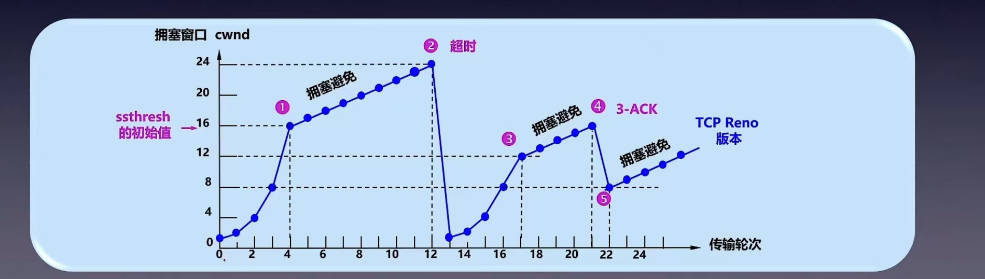 拥塞窗口 cwnd
② 超时
24
拥塞避免
20
①
④ 3-ACK
ssthresh
的初始值
16
拥塞避免
TCP Reno
版本
③
12
拥塞避免
8
⑤
4
0
0 2 4 6 8 10 12 14 16 18 20 22 24
传输轮次